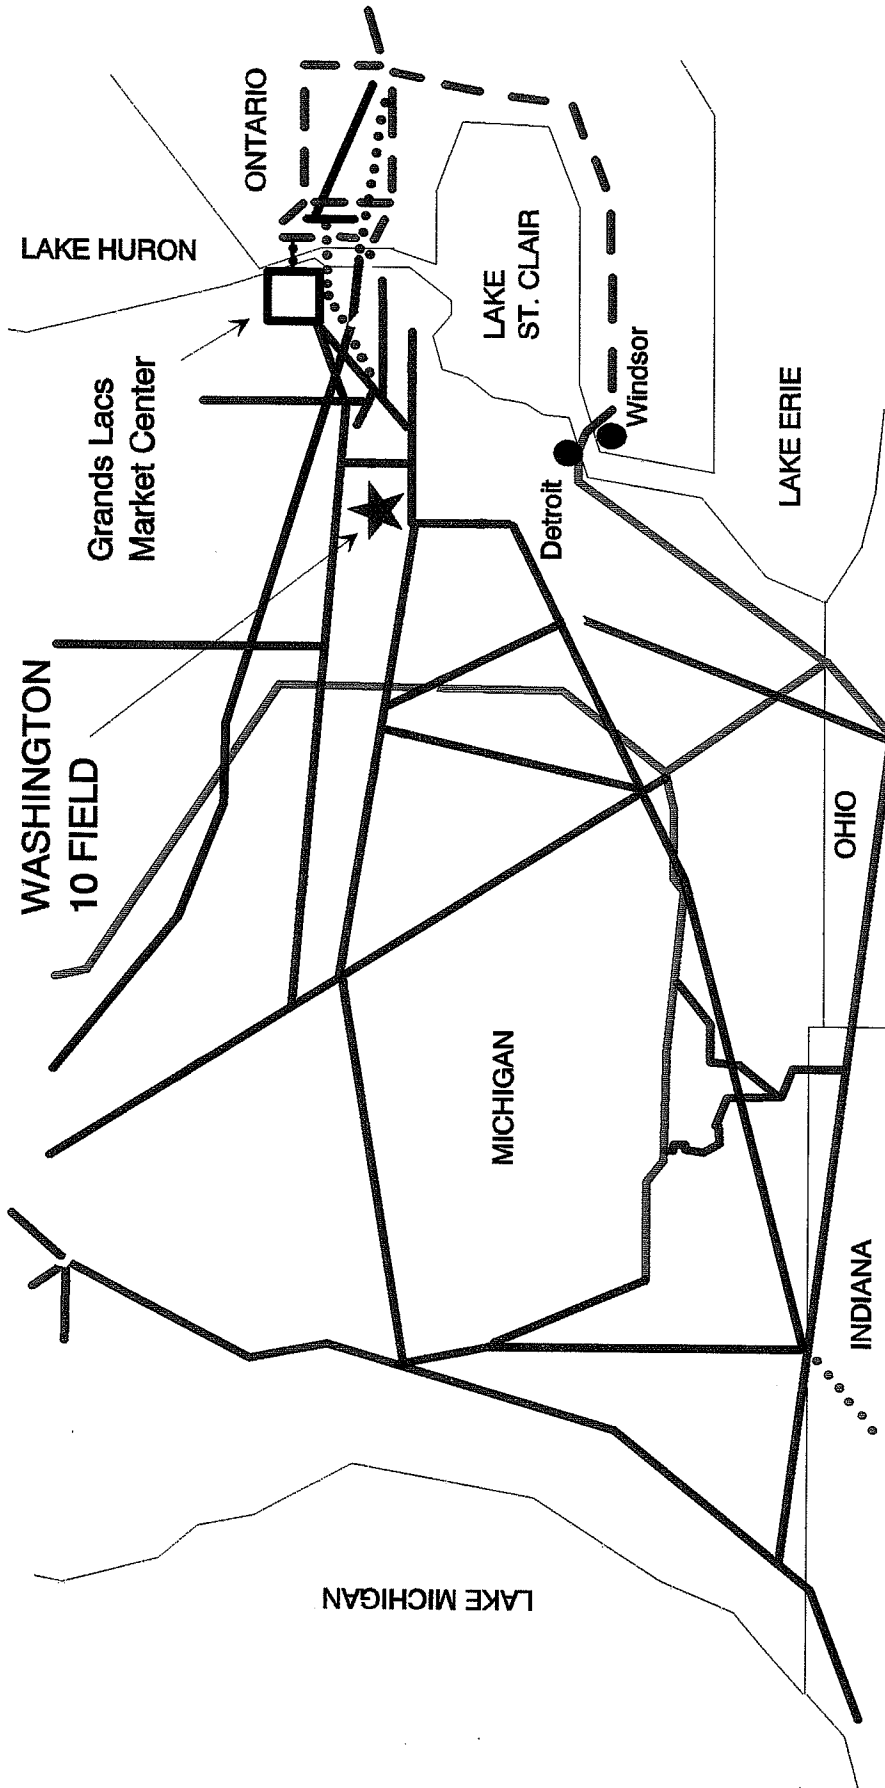 WASHINGTON
10 FIELD
Grands Lacs
Market Center
LAKE HURON
ONTARIO
LAKE
ST. CLAIR
Detroit
Windsor
LAKE ERIE
MICHIGAN
LAKE MICHIGAN
OHIO
INDIANA